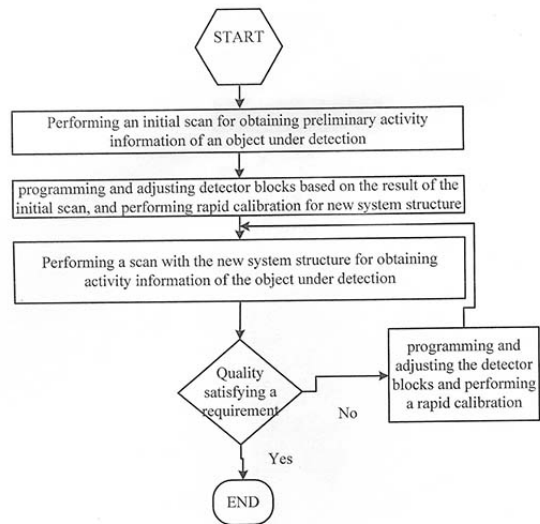 START
Performing an initial scan for obtaining preliminary activity
information of an object under detection
programming and adjusting detector blocks based on the result of the
initial scan, and performing rapid calibration for new system structure
Performing a scan with the new system structure for obtaining
activity information of the object under detection
Quality
satisfying a
requirement
No
programming and
adjusting the detector
blocks and performing
a rapid calibration
Yes
END